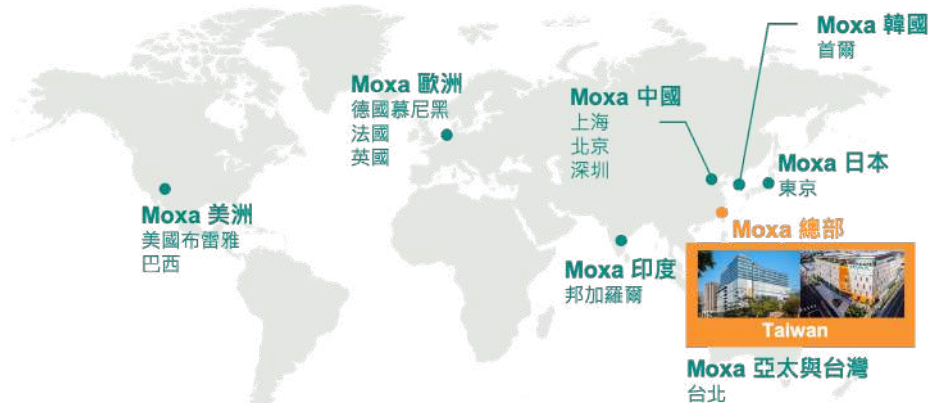 Moxa 韓國
首爾
Moxa 歐洲
德國慕尼黑
法國
英國
Moxa 中國
上海
北京
深圳
Moxa 日本
東京
Moxa 美洲
美國布雷雅
巴西
Moxa 總部
Moxa 印度
邦加羅爾
Taiwan
Moxa 亞太與台灣
台北